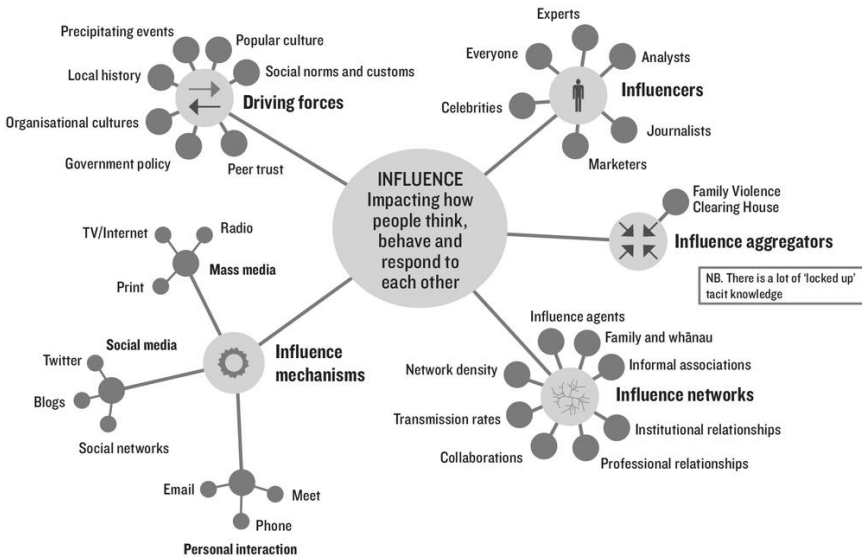 INFLUENCE
Impacting how
people think,
behave and
respond to
each other
Driving forces
Precipitating events
Popular culture
Local history
Social norms and customs
Organisational cultures
Government policy
Peer trust
Influencers
Experts
Everyone
Analysts
Celebrities
Journalists
Marketers
Influence aggregators
Family Violence
Clearing House
NB. There is a lot of ‘locked up’
tacit knowledge
Influence mechanisms
Mass media
TV/Internet
Radio
Print
Social media
Twitter
Blogs
Social networks
Personal interaction
Email
Meet
Phone
Influence networks
Influence agents
Family and whānau
Network density
Informal associations
Transmission rates
Institutional relationships
Collaborations
Professional relationships